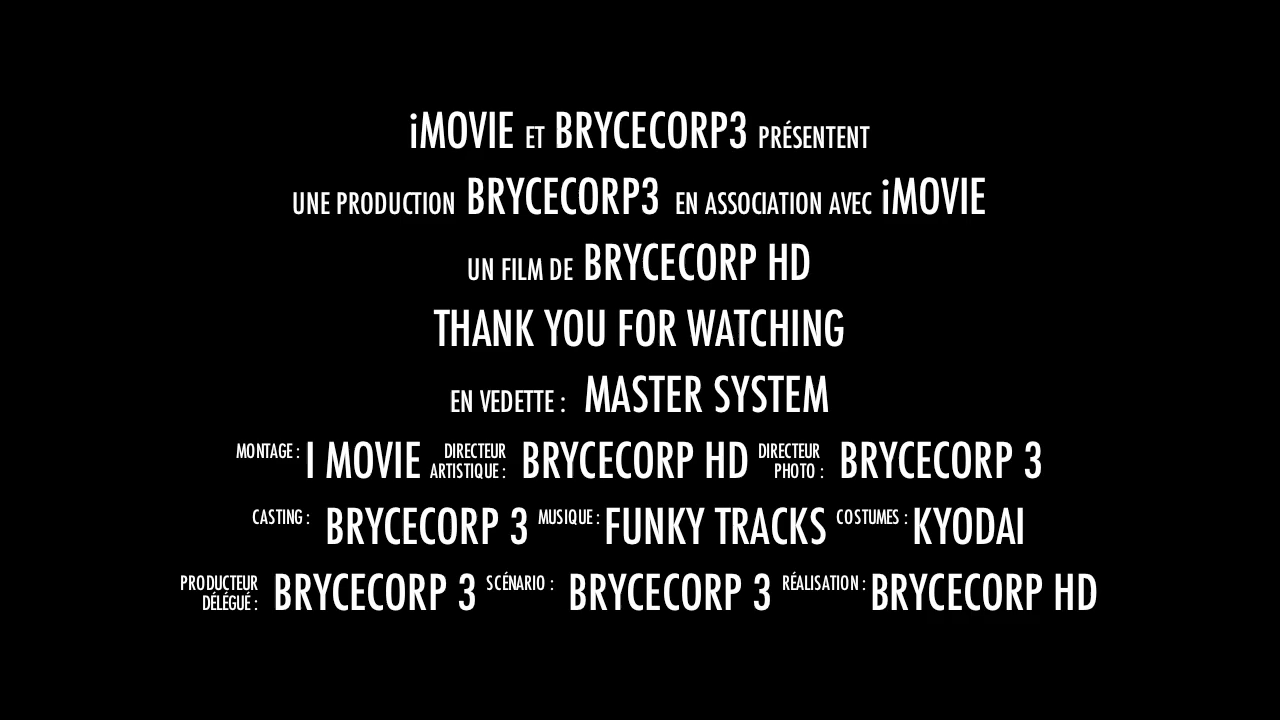 iMOVIE ET BRYCECORP3 PRÉSENTENT
UNE PRODUCTION BRYCECORP3 EN ASSOCIATION AVEC iMOVIE
UN FILM DE BRYCECORP HD
THANK YOU FOR WATCHING
EN VEDETTE : MASTER SYSTEM
MONTAGE : I MOVIE DIRECTEUR ARTISTIQUE : BRYCECORP HD DIRECTEUR PHOTO : BRYCECORP 3
CASTING : BRYCECORP 3 MUSIQUE : FUNKY TRACKS COSTUMES : KYODAI
PRODUCTEUR DÉLÉGUÉ : BRYCECORP 3 SCÉNARIO : BRYCECORP 3 RÉALISATION : BRYCECORP HD